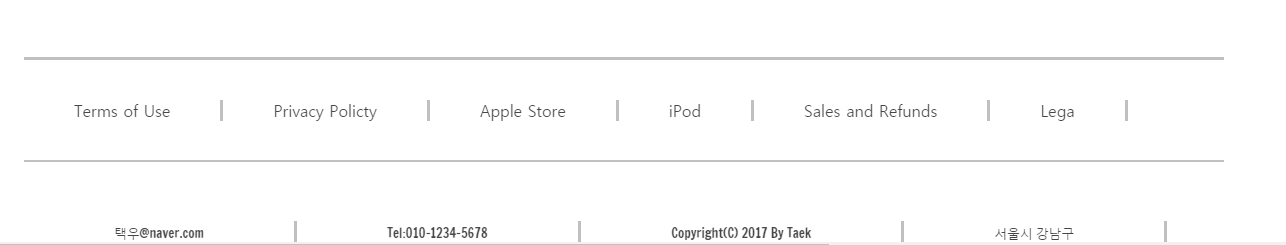 Terms of Use Privacy Policty Apple Store iPod Sales and Refunds Lega
택우@naver.com Tel:010-1234-5678 Copyright(C) 2017 By Taek 서울시 강남구